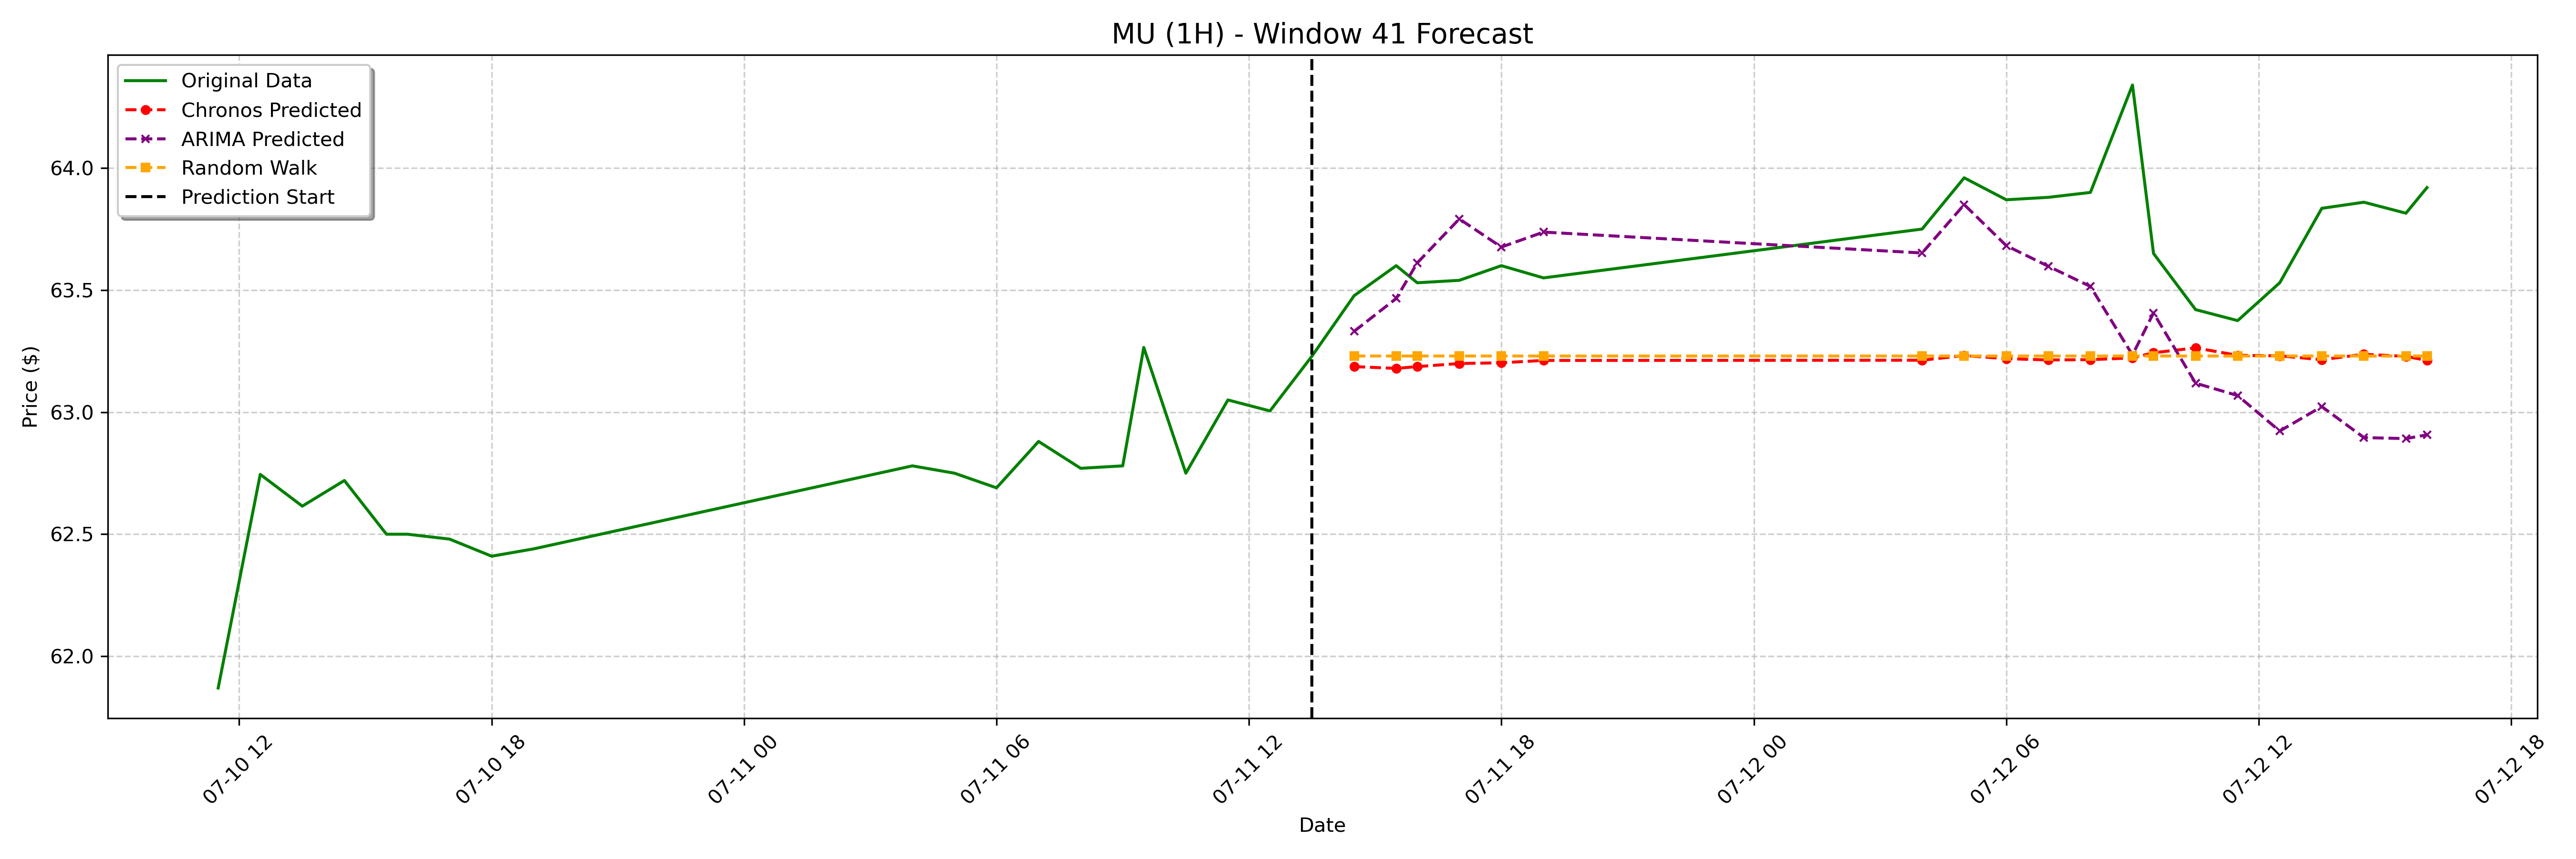 MU (1H) - Window 41 Forecast
Original Data
Chronos Predicted
ARIMA Predicted
Random Walk
Prediction Start
Price ($)
64.0
63.5
63.0
62.5
62.0
07-10 12
07-10 18
07-11 00
07-11 06
07-11 12
07-11 18
07-12 00
07-12 06
07-12 12
07-12 18
Date